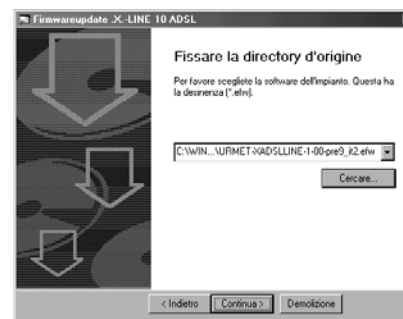 Firmwareupdate .X.-LINE 10 ADSL
Fissare la directory d'origine
Per favore scegliete la software dell'impianto. Questa ha
la desinenza (*.efw).
C:\WIN...\URMET-XADSLLINE-1-00-pre9_it2.efw
Cercare...
< Indietro
Continua >
Demolizione